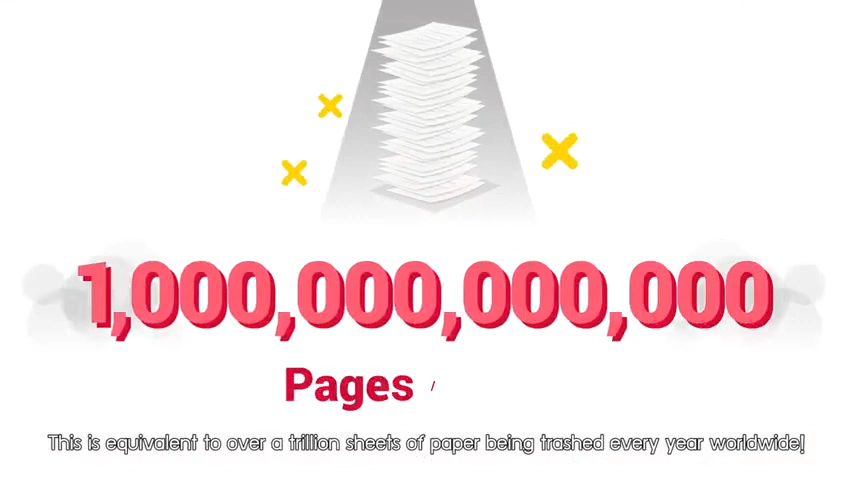 1,000,000,000,000
Pages /
This is equivalent to over a trillion sheets of paper being trashed every year worldwide!